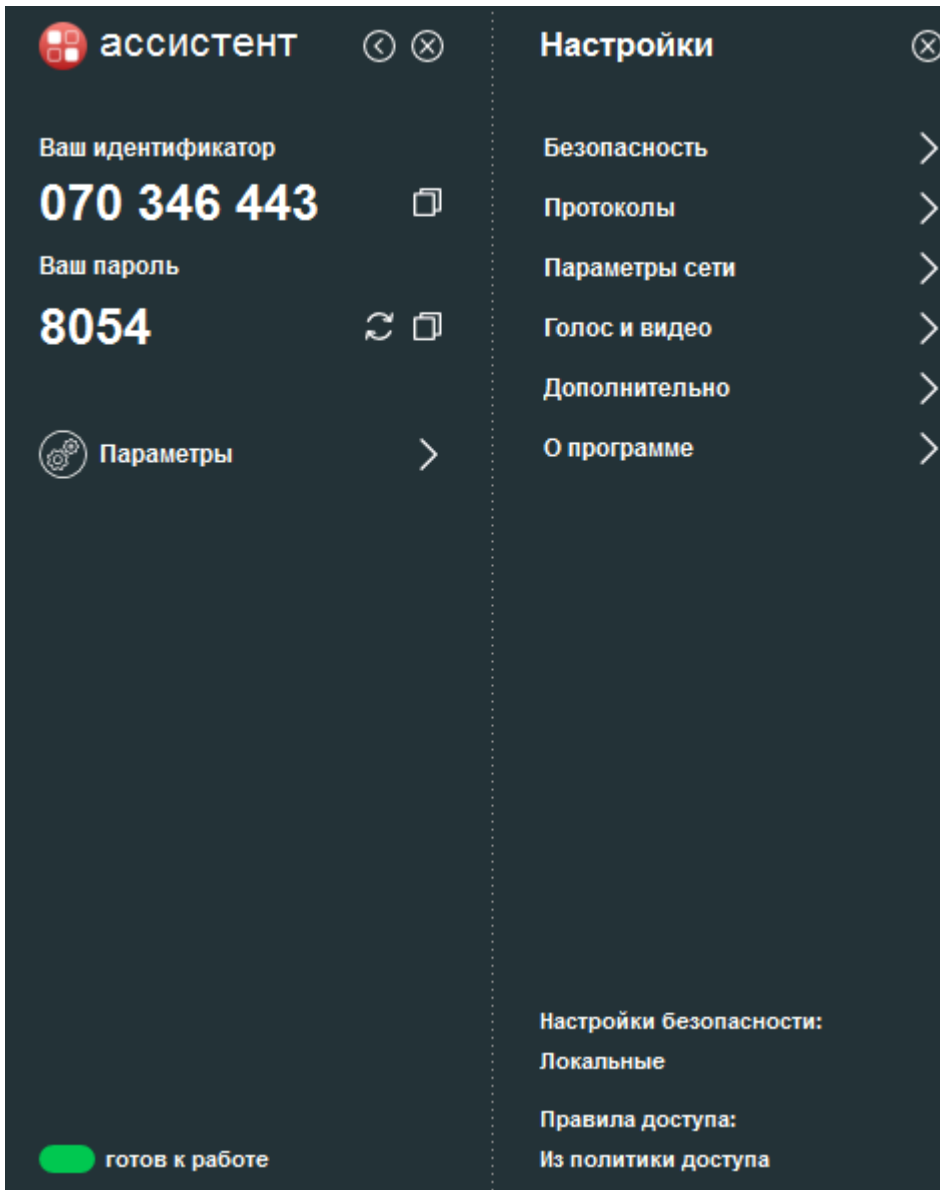 ассистент
Ваш идентификатор
070 346 443
Ваш пароль
8054
Параметры
готов к работе
Настройки
Безопасность
Протоколы
Параметры сети
Голос и видео
Дополнительно
О программе
Настройки безопасности:
Локальные
Правила доступа:
Из политики доступа